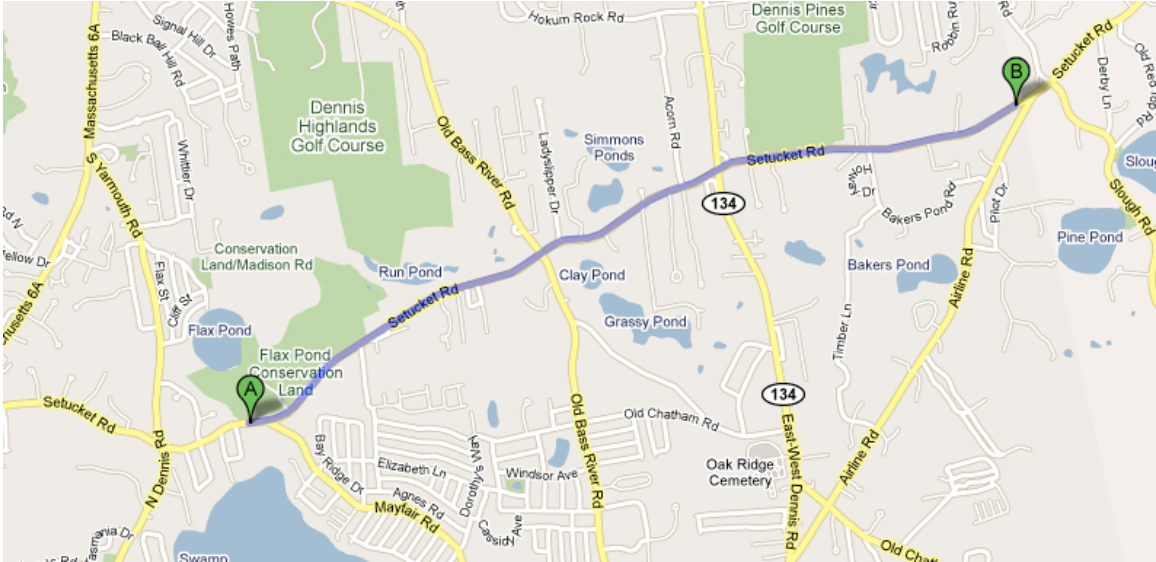 Howes Path
Signal Hill Dr
Black Ball Hill Rd
Massachusetts 6A
S Yarmouth Rd
Whittier Dr
Dennis
Highlands
Golf Course
Hokum Rock Rd
Dennis Pines
Golf Course
Old Bass River Rd
Ladyslipper Dr
Simmons
Ponds
Acorn Rd
B
Setucket Rd
Derby Ln
Setucket Rd
134
Howay Dr
Bakers Pond Rd
Pilot Dr
Slough Rd
Pine Pond
Conservation
Land/Madison Rd
Flax St
Cliff St
Run Pond
Setucket Rd
Clay Pond
Bakers Pond
Airline Rd
Grassy Pond
Timber Ln
Flax Pond
Flax Pond
Conservation
Land
A
Setucket Rd
N Dennis Rd
134
Old Chatham Rd
Old Bass River Rd
East-West Dennis Rd
Airline Rd
Bay Ridge Dr
Elizabeth Ln
Agnes Rd
Mayfair Rd
Dorothy's Way
Windsor Ave
Oak Ridge
Cemetery
Swamp